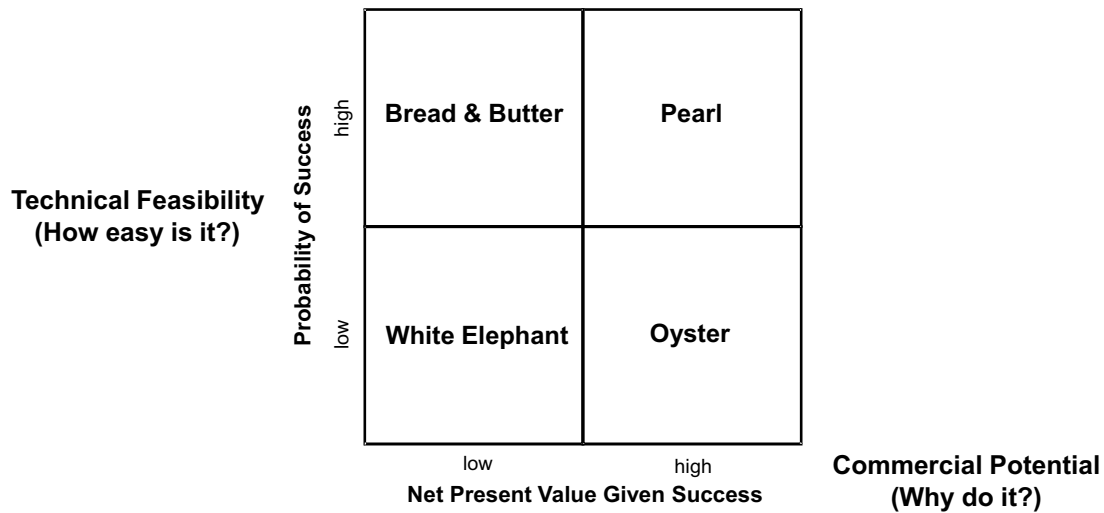 Technical Feasibility
(How easy is it?)
Probability of Success
high
low
Bread & Butter
Pearl
White Elephant
Oyster
low
high
Net Present Value Given Success
Commercial Potential
(Why do it?)